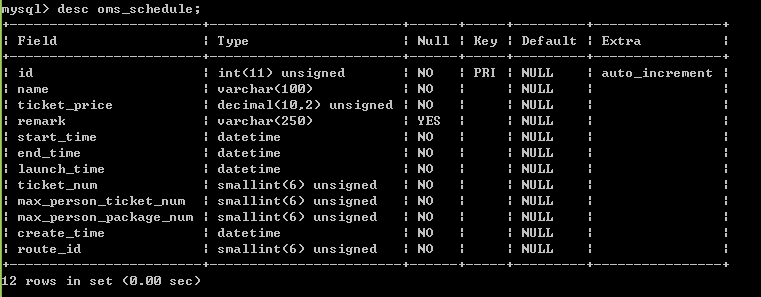 mysql> desc oms_schedule;
+-----------------------+------------------------+------+-----+---------+----------------+
| Field                 | Type                   | Null | Key | Default | Extra          |
+-----------------------+------------------------+------+-----+---------+----------------+
| id                    | int(11) unsigned       | NO   | PRI | NULL    | auto_increment |
| name                  | varchar(100)           | NO   |     | NULL    |                |
| ticket_price          | decimal(10,2) unsigned | NO   |     | NULL    |                |
| remark                | varchar(250)           | YES  |     | NULL    |                |
| start_time            | datetime               | NO   |     | NULL    |                |
| end_time              | datetime               | NO   |     | NULL    |                |
| launch_time           | datetime               | NO   |     | NULL    |                |
| ticket_num            | smallint(6) unsigned   | NO   |     | NULL    |                |
| max_person_ticket_num | smallint(6) unsigned   | NO   |     | NULL    |                |
| max_person_package_num | smallint(6) unsigned   | NO   |     | NULL    |                |
| create_time           | datetime               | NO   |     | NULL    |                |
| route_id              | smallint(6) unsigned   | NO   |     | NULL    |                |
+-----------------------+------------------------+------+-----+---------+----------------+
12 rows in set (0.00 sec)